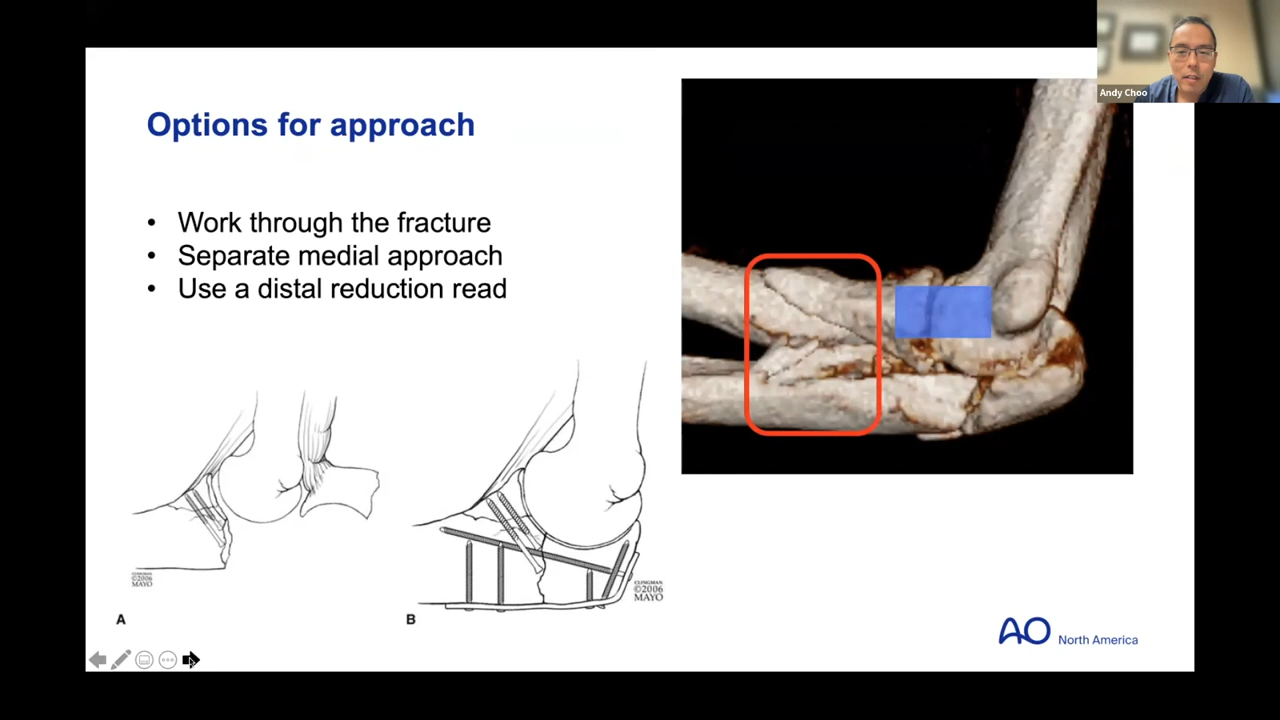 Andy Choo
Options for approach
• Work through the fracture
• Separate medial approach
• Use a distal reduction read
©2006
MAYO
A
CLINGMAN
©2006
MAYO
B
AO North America